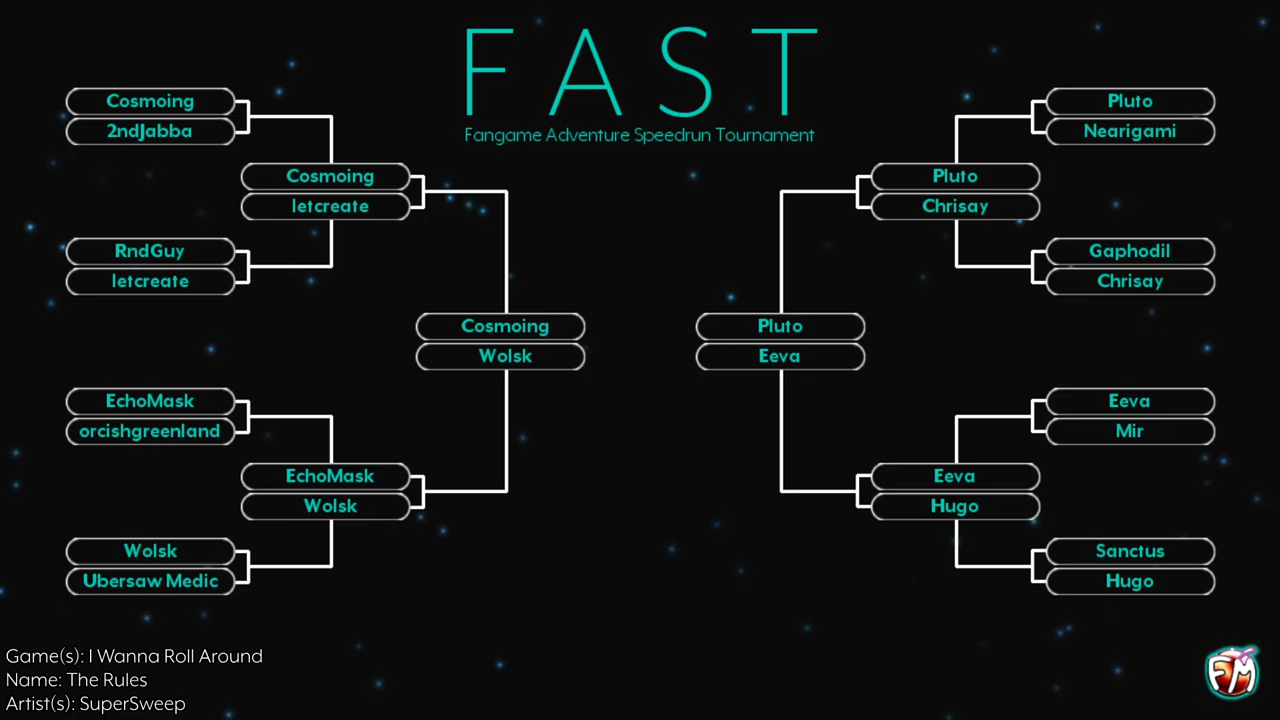 FAST
Fangame Adventure Speedrun Tournament
Cosmoing
2ndJabba
RndGuy
letcreate
EchoMask
orcishgreenland
Wolsk
Ubersaw Medic
Cosmoing
letcreate
EchoMask
Wolsk
Cosmoing
Wolsk
Pluto
Eeva
Pluto
Chrisay
Eeva
Hugo
Pluto
Nearigami
Gaphodil
Chrisay
Eeva
Mir
Sanctus
Hugo
Game(s): I Wanna Roll Around
Name: The Rules
Artist(s): SuperSweep
FM